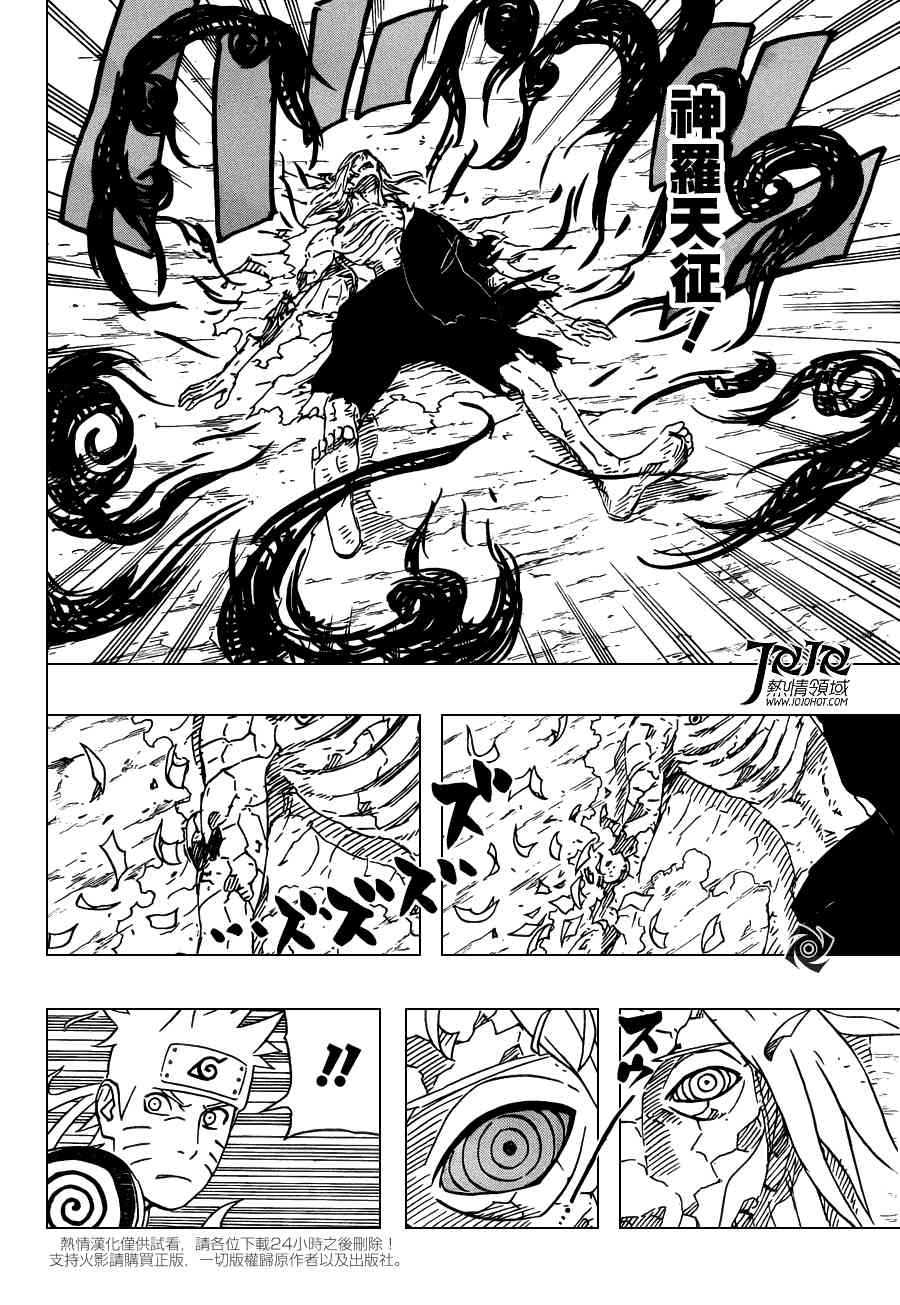 神羅天征！
JOJO
熱情領域
WWW.JOJOHOT.COM
ズ
ズズズ…
ズ
…
!!
熱情漢化僅供試看，請各位下載24小時之後刪除！
支持火影請購買正版，一切版權歸原作者以及出版社。